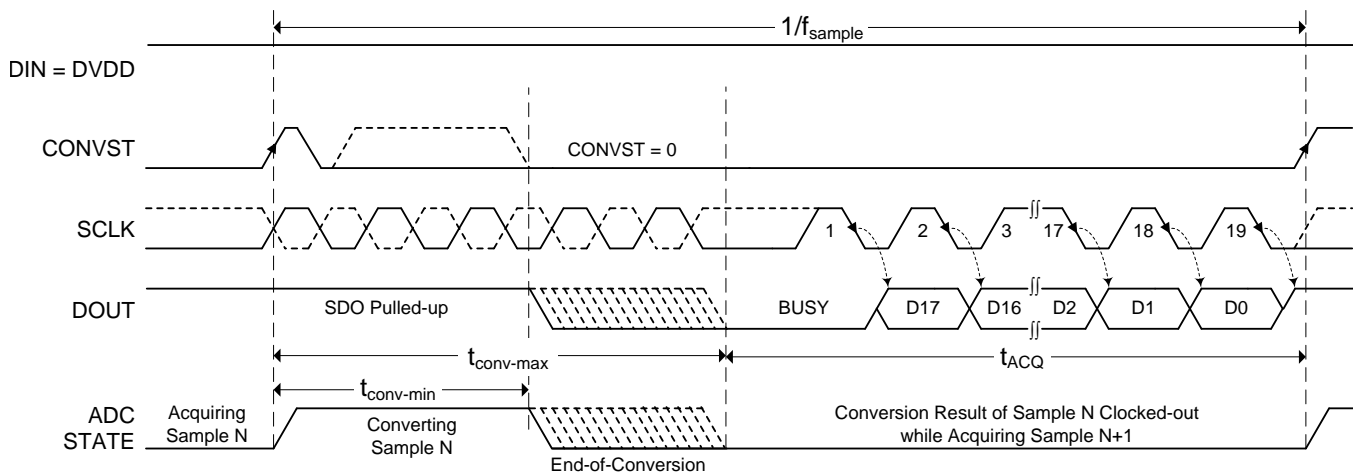 1/fsample
DIN = DVDD
CONVST
CONVST = 0
SCLK
1 2 3 17 18 19
DOUT
SDO Pulled-up
BUSY D17 D16 D2 D1 D0
tconv-max
tACQ
tconv-min
ADC
STATE
Acquiring
Sample N
Converting
Sample N
End-of-Conversion
Conversion Result of Sample N Clocked-out
while Acquiring Sample N+1